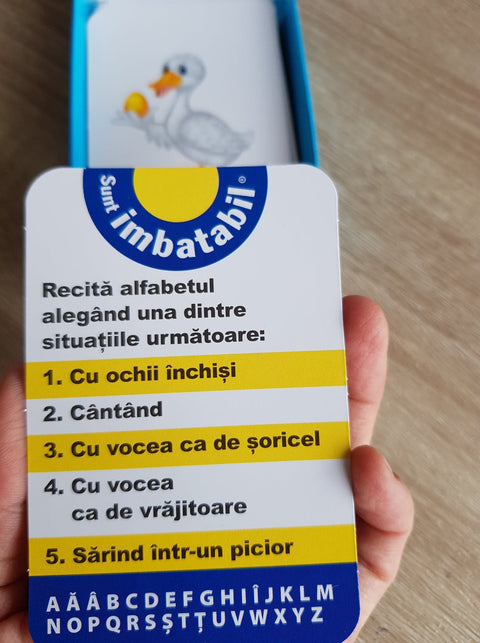 Sunt
imbatabil®
Recită alfabetul
alegând una dintre
situațiile următoare:
1. Cu ochii închiși
2. Cântând
3. Cu vocea ca de șoricel
4. Cu vocea
ca de vrăjitoare
5. Sărind într-un picior
AĂÂBCDEFGHIÎJKLM
NOPQRSȘTȚUVWXYZ